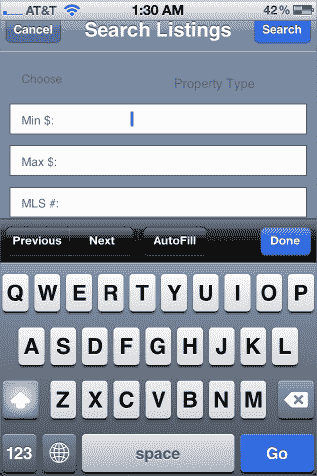 AT&T 1:30 AM 42%
Cancel Search Listings Search
Choose Property Type
Min $:
Max $:
MLS #:
Previous Next AutoFill Done
Q W E R T Y U I O P
A S D F G H J K L
Z X C V B N M
123 space Go